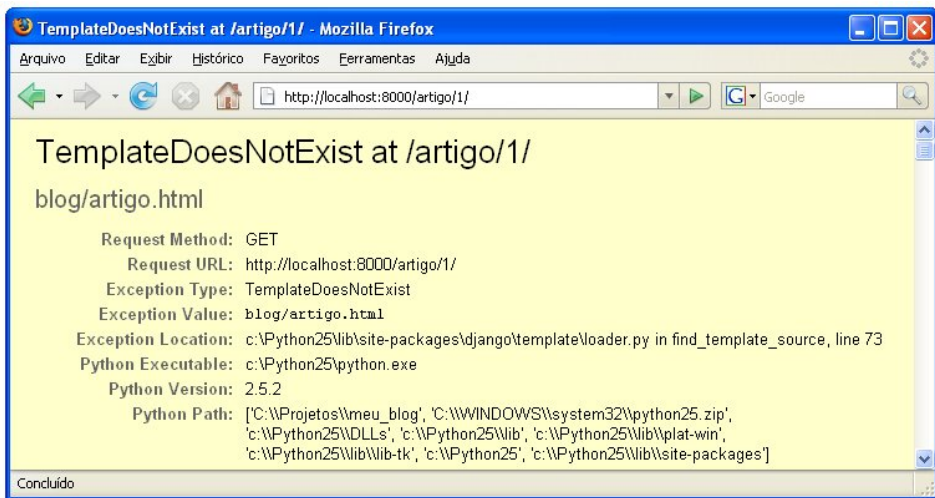 TemplateDoesNotExist at /artigo/1/ - Mozilla Firefox
Arquivo Editar Exibir Histórico Favoritos Ferramentas Ajuda
http://localhost:8000/artigo/1/ G Google
TemplateDoesNotExist at /artigo/1/
blog/artigo.html
Request Method: GET
Request URL: http://localhost:8000/artigo/1/
Exception Type: TemplateDoesNotExist
Exception Value: blog/artigo.html
Exception Location: c:\Python25\lib\site-packages\django\template\loader.py in find_template_source, line 73
Python Executable: c:\Python25\python.exe
Python Version: 2.5.2
Python Path: ['C:\\Projetos\\meu_blog', 'C:\\WINDOWS\\system32\\python25.zip',
'c:\\Python25\\DLLs', 'c:\\Python25\\lib', 'c:\\Python25\\lib\\plat-win',
'c:\\Python25\\lib\\lib-tk', 'c:\\Python25', 'c:\\Python25\\lib\\site-packages']
Concluído